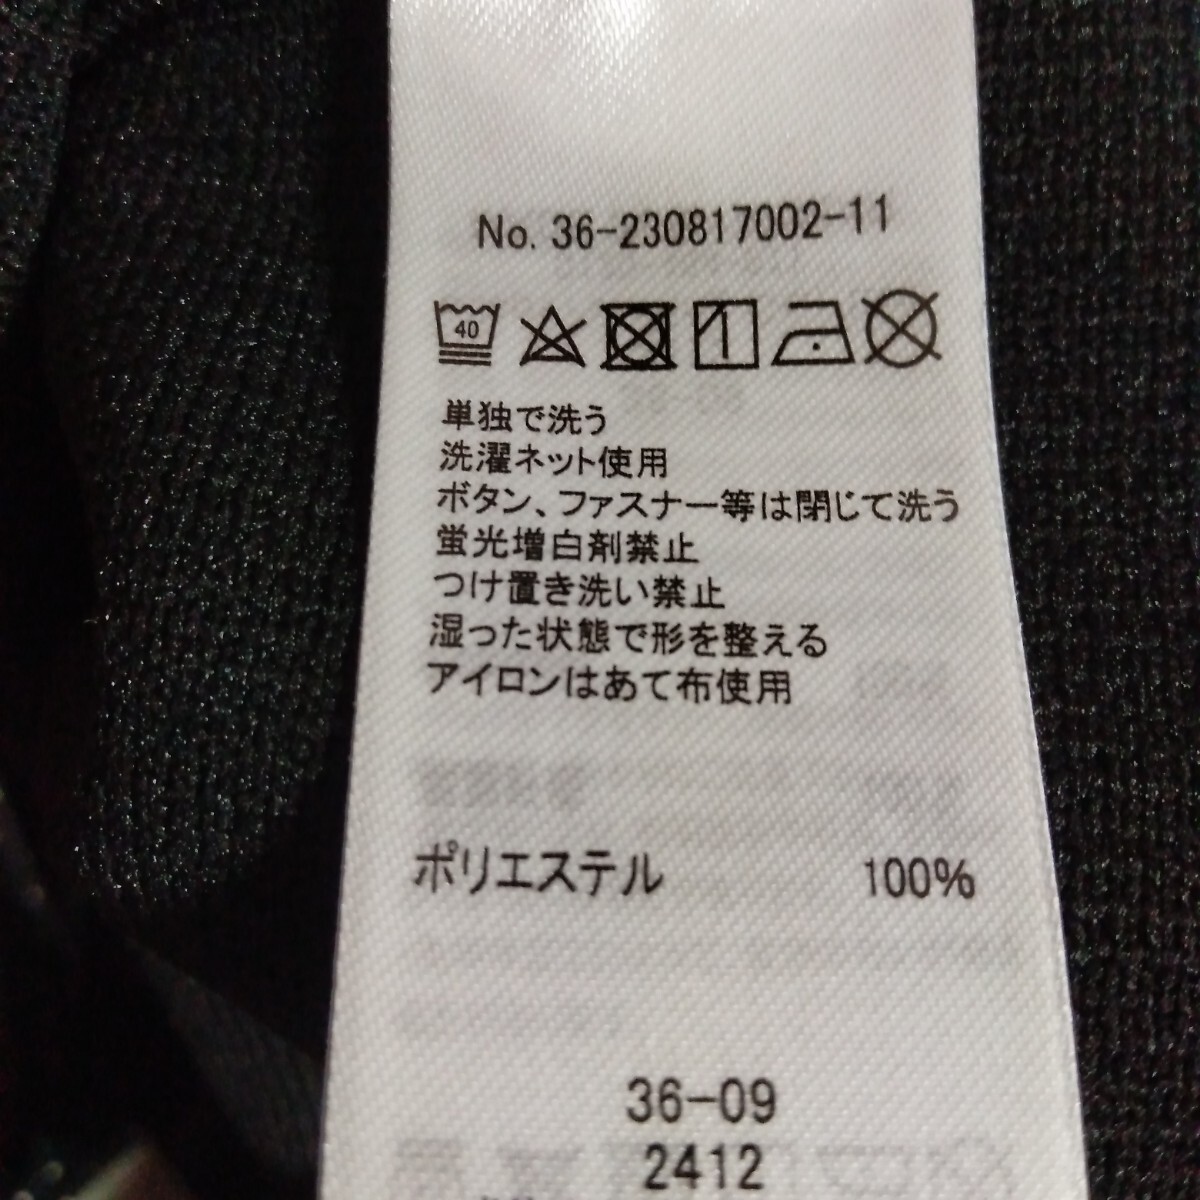 No. 36-230817002-11
40
単独で洗う
洗濯ネット使用
ボタン、ファスナー等は閉じて洗う
蛍光増白剤禁止
つけ置き洗い禁止
湿った状態で形を整える
アイロンはあて布使用
ポリエステル 100%
36-09
2412